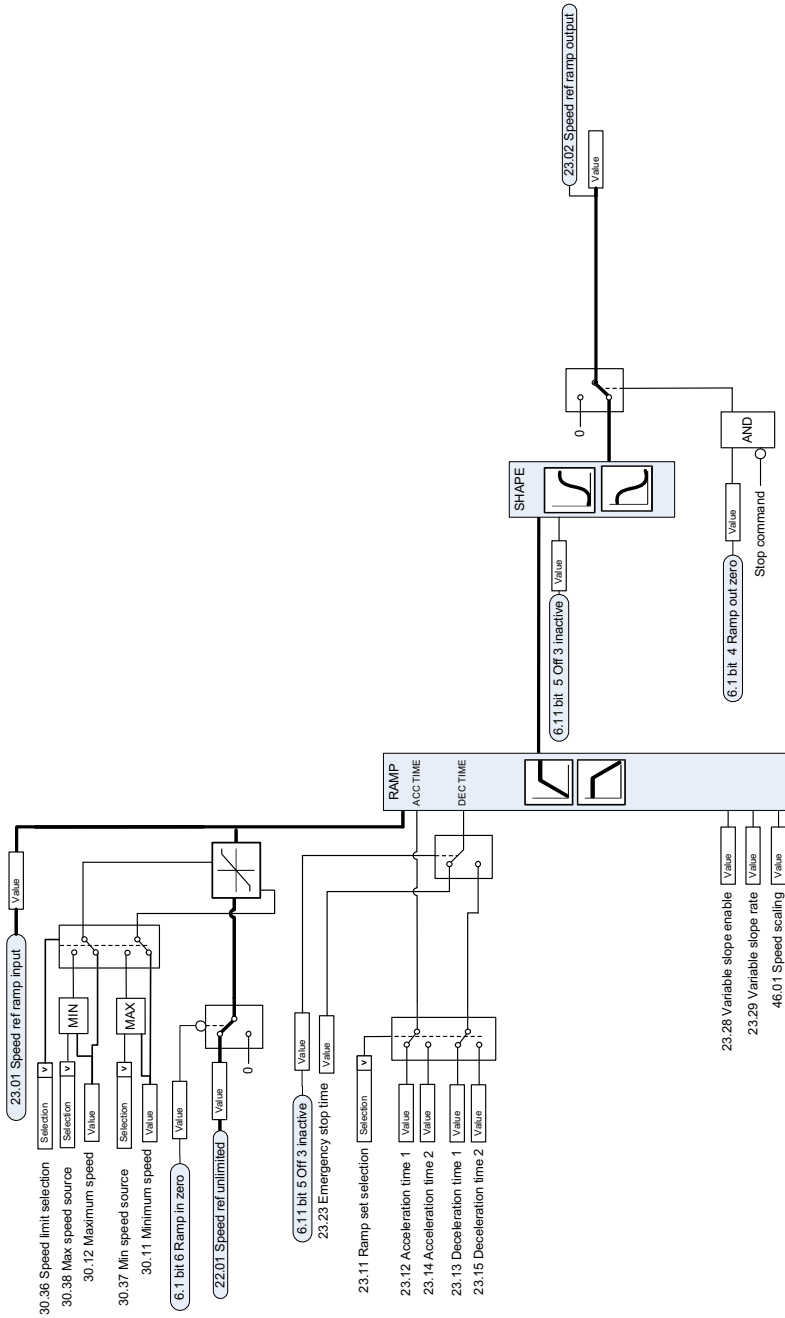 23.01 Speed ref ramp input
Value
30.36 Speed limit selection
Selection
v
30.38 Max speed source
Selection
v
MIN
30.12 Maximum speed
Value
30.37 Min speed source
Selection
v
MAX
30.11 Minimum speed
Value
6.1 bit 6 Ramp in zero
Value
22.01 Speed ref unlimited
Value
0
6.11 bit 5 Off 3 inactive
Value
23.23 Emergency stop time
Value
23.11 Ramp set selection
Selection
v
23.12 Acceleration time 1
Value
23.14 Acceleration time 2
Value
23.13 Deceleration time 1
Value
23.15 Deceleration time 2
Value
RAMP
ACC TIME
DEC TIME
23.28 Variable slope enable
Value
23.29 Variable slope rate
Value
46.01 Speed scaling
Value
SHAPE
6.11 bit 5 Off 3 inactive
Value
0
6.1 bit 4 Ramp out zero
Value
AND
Stop command
23.02 Speed ref ramp output
Value